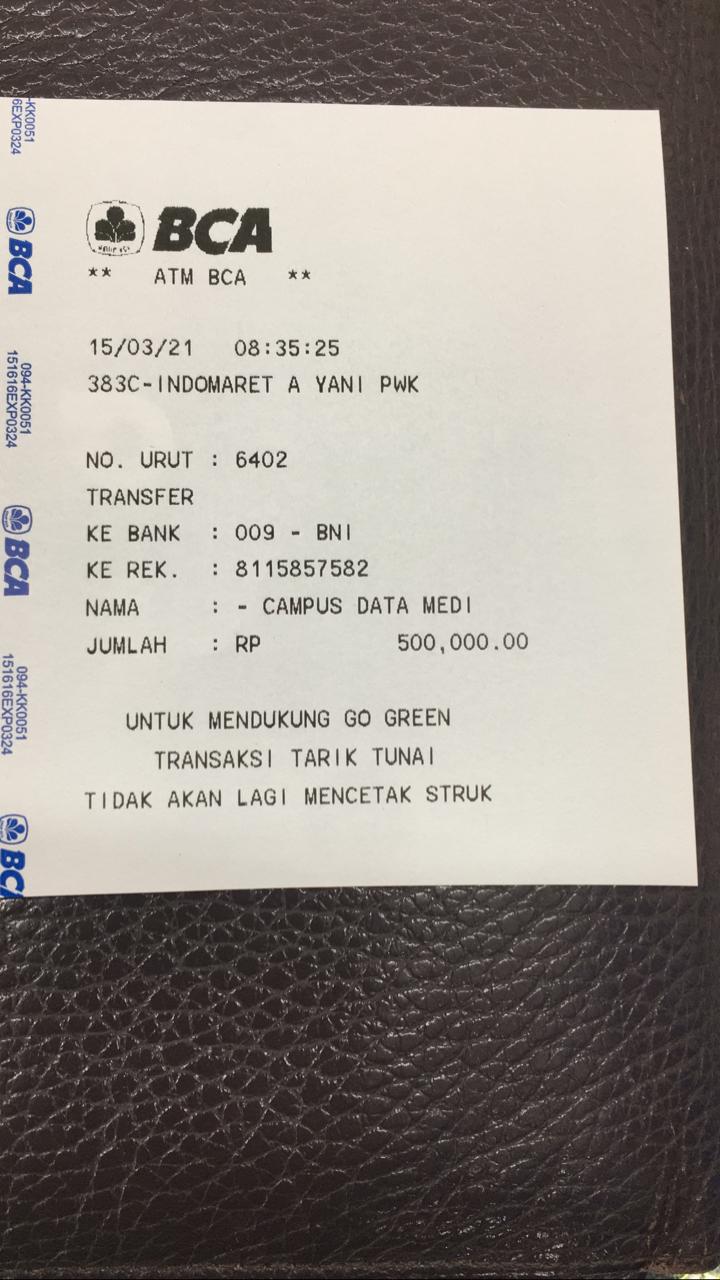 BCA
** ATM BCA **
15/03/21 08:35:25
383C-INDOMARET A YANI PWK
NO. URUT : 6402
TRANSFER
KE BANK : 009 - BNI
KE REK. : 8115857582
NAMA : - CAMPUS DATA MEDI
JUMLAH : RP 500,000.00
UNTUK MENDUKUNG GO GREEN
TRANSAKSI TARIK TUNAI
TIDAK AKAN LAGI MENCETAK STRUK
-KK0051
6EXP0324
BCA
094-KK0051
151616EXP0324
BCA
094-KK0051
151616EXP0324
BCA